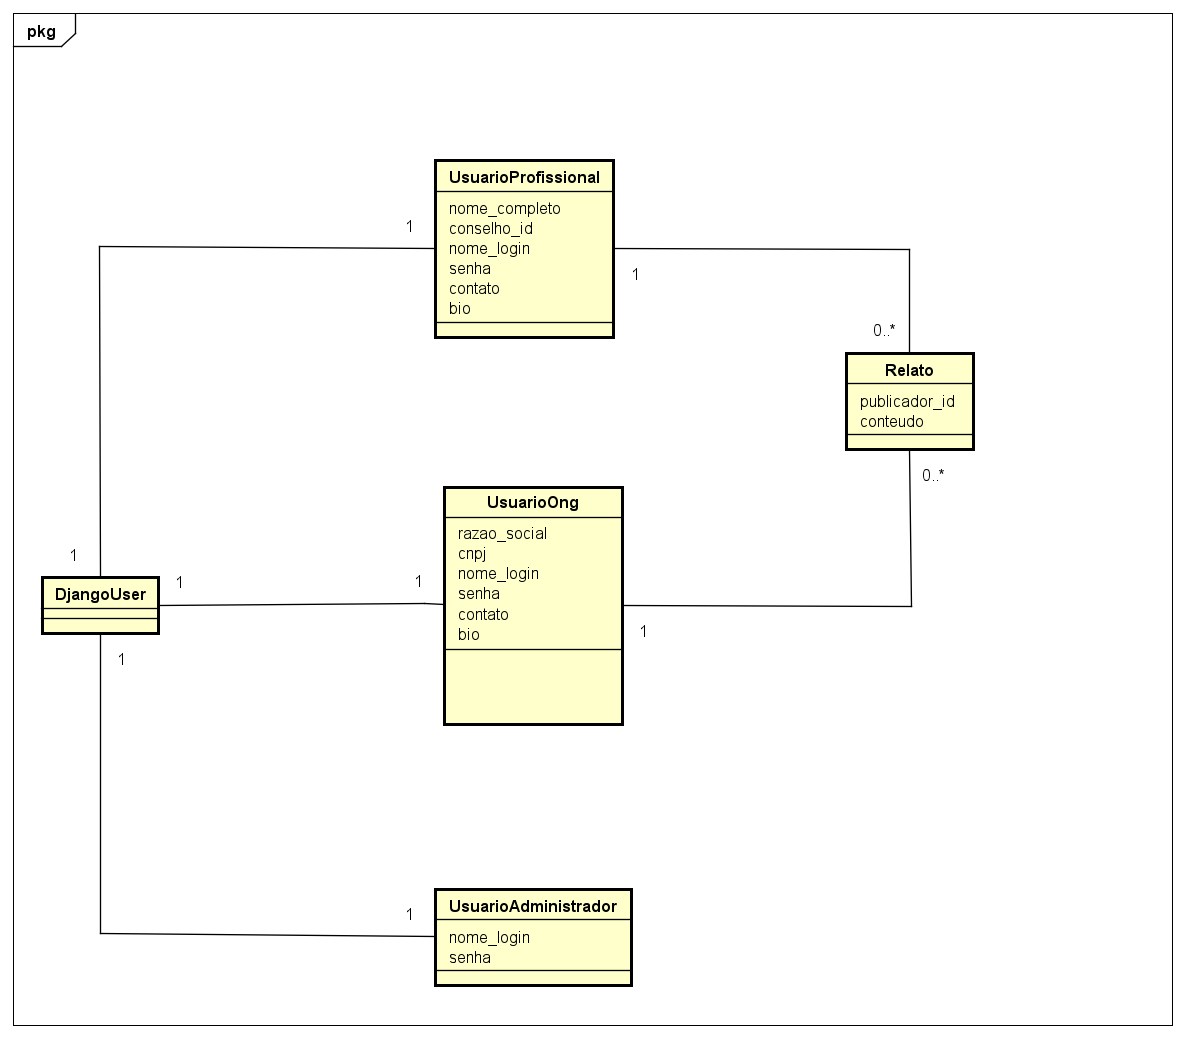 pkg
UsuarioProfissional
nome_completo
conselho_id
nome_login
senha
contato
bio
1
1
0..*
Relato
publicador_id
conteudo
0..*
UsuarioOng
razao_social
cnpj
nome_login
senha
contato
bio
1
1
1
1
DjangoUser
1
UsuarioAdministrador
nome_login
senha
1